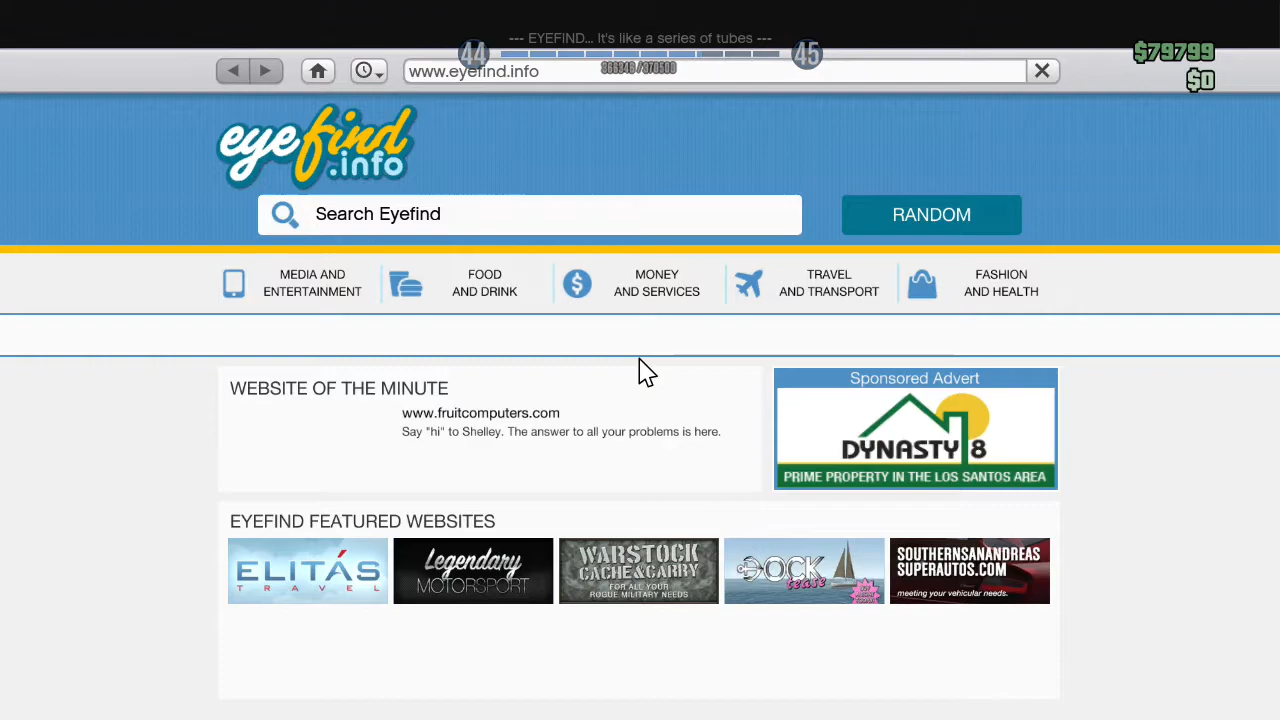 --- EYEFIND... It's like a series of tubes ---
44
45
$79799
$0
www.eyefind.info
eyefind
.info
Search Eyefind
RANDOM
MEDIA AND
ENTERTAINMENT
FOOD
AND DRINK
MONEY
AND SERVICES
TRAVEL
AND TRANSPORT
FASHION
AND HEALTH
WEBSITE OF THE MINUTE
www.fruitcomputers.com
Say "hi" to Shelley. The answer to all your problems is here.
Sponsored Advert
DYNASTY 8
PRIME PROPERTY IN THE LOS SANTOS AREA
EYEFIND FEATURED WEBSITES
ELITÁS
TRAVEL
Legendary
MOTORSPORT
WARSTOCK
CACHE & CARRY
FOR ALL YOUR
ROGUE MILITARY NEEDS
DOCK
tease
SOUTHERNSANANDREAS
SUPERAUTOS.COM
meeting your vehicular needs.